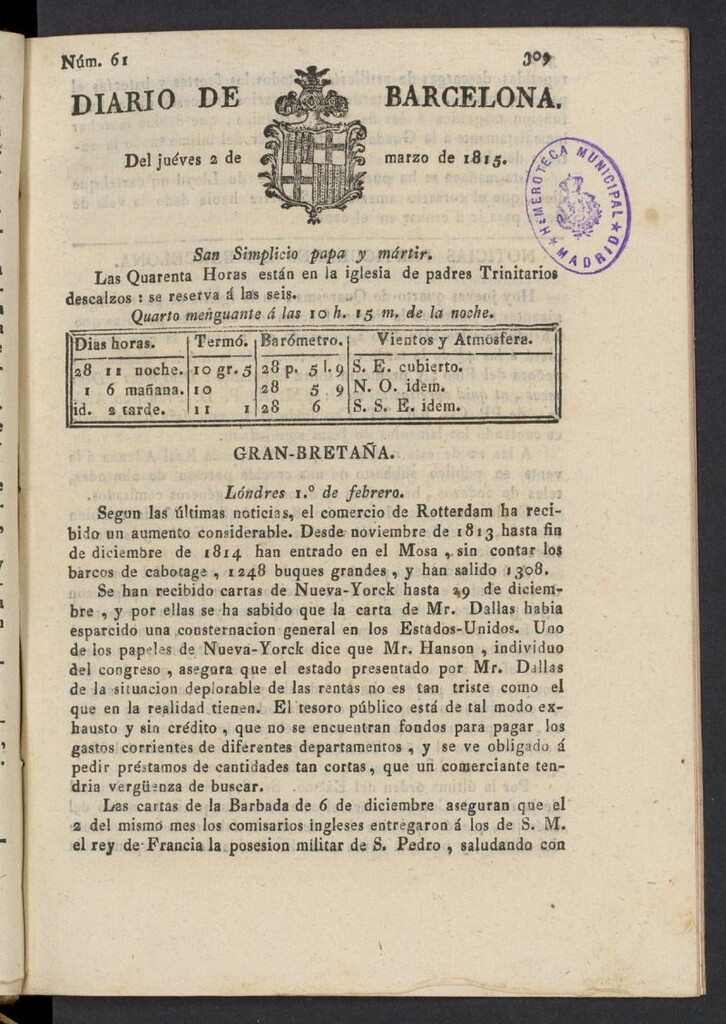 Núm. 61 309
DIARIO DE BARCELONA.
Del juéves 2 de marzo de 1815.
HEMEROTECA MUNICIPAL
MADRID
San Simplicio papa y mártir.
Las Quarenta Horas están en la iglesia de padres Trinitarios
descalzos : se reserva á las seis.
Quarto menguante á las 10 h. 15 m. de la noche.
Dias horas. Termó. Barómetro. Vientos y Atmósfera.
28 11 noche. 10 gr. 5 28 p. 5 l. 9 S. E. cubierto.
1 6 mañana. 10 28 5 9 N. O. idem.
id. 2 tarde. 11 1 28 6 S. S. E. idem.
GRAN-BRETAÑA.
Lóndres 1.º de febrero.
Segun las últimas noticias, el comercio de Rotterdam ha reci-
bido un aumento considerable. Desde noviembre de 1813 hasta fin
de diciembre de 1814 han entrado en el Mosa , sin contar los
barcos de cabotage , 1248 buques grandes , y han salido 1308.
Se han recibido cartas de Nueva-Yorck hasta 29 de diciem-
bre , y por ellas se ha sabido que la carta de Mr. Dallas habia
esparcido una consternacion general en los Estados-Unidos. Uno
de los papeles de Nueva-Yorck dice que Mr. Hanson , individuo
del congreso , asegura que el estado presentado por Mr. Dallas
de la situacion deplorable de las rentas no es tan triste como el
que en la realidad tienen. El tesoro público está de tal modo ex-
hausto y sin crédito , que no se encuentran fondos para pagar los
gastos corrientes de diferentes departamentos , y se ve obligado á
pedir préstamos de cantidades tan cortas, que un comerciante ten-
dria vergüenza de buscar.
Las cartas de la Barbada de 6 de diciembre aseguran que el
2 del mismo mes los comisarios ingleses entregaron á los de S. M.
el rey de Francia la posesion militar de S. Pedro , saludando con